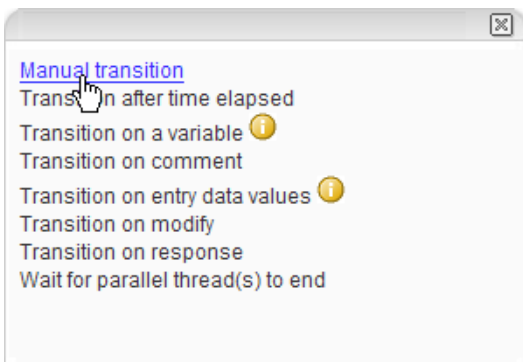 Manual transition
Transition after time elapsed
Transition on a variable
Transition on comment
Transition on entry data values
Transition on modify
Transition on response
Wait for parallel thread(s) to end